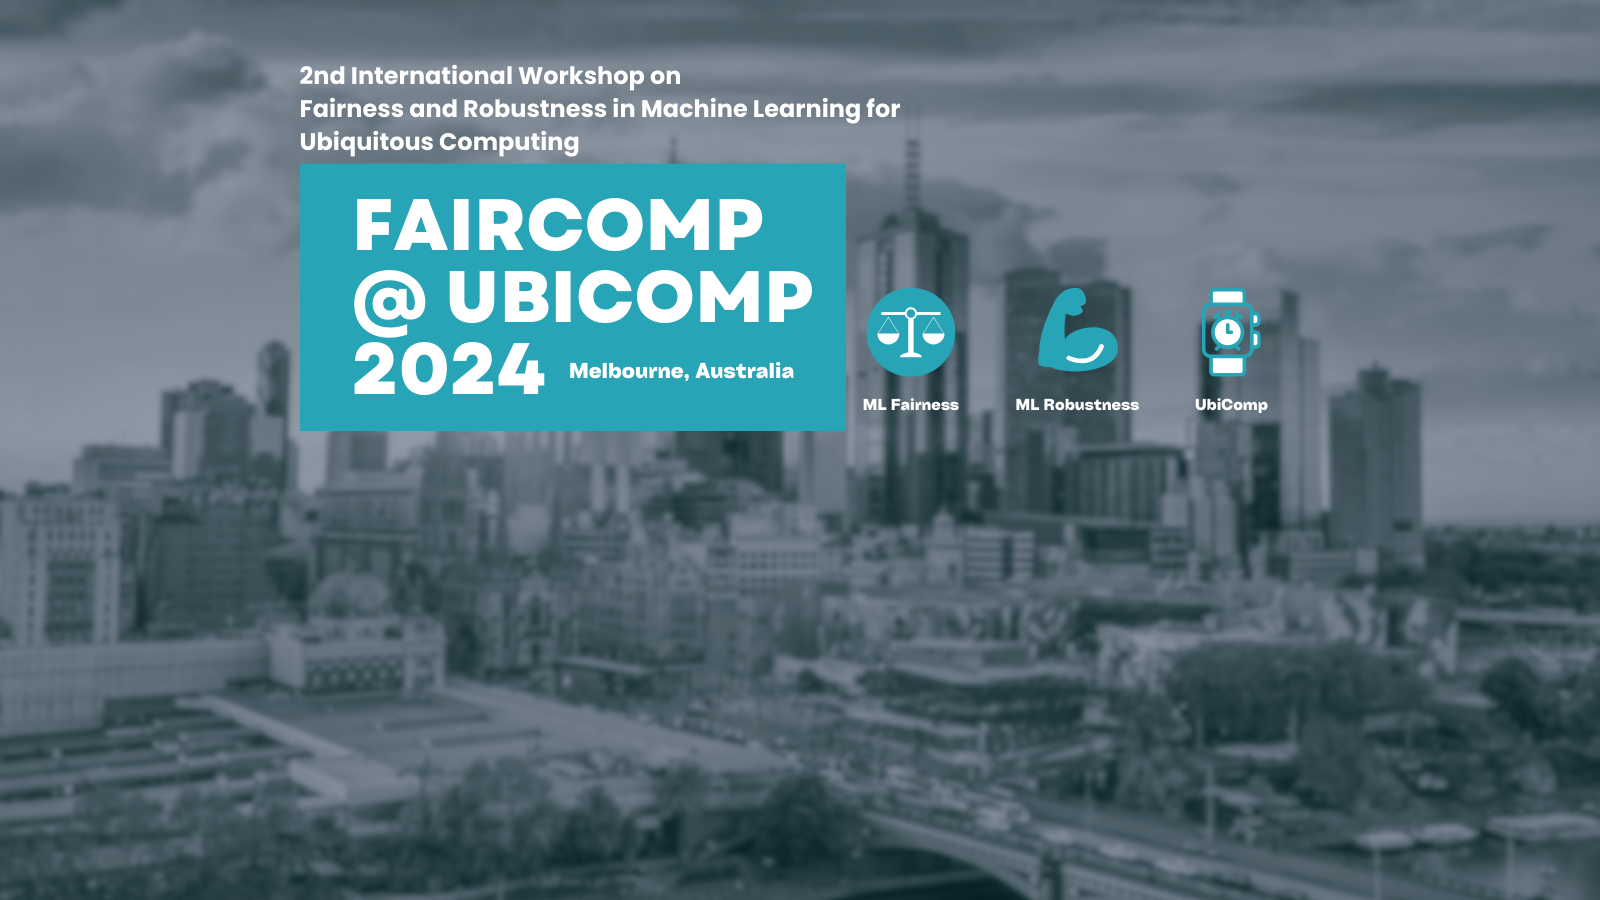 2nd International Workshop on
Fairness and Robustness in Machine Learning for
Ubiquitous Computing
FAIRCOMP
@ UBICOMP
2024 Melbourne, Australia
ML Fairness ML Robustness UbiComp